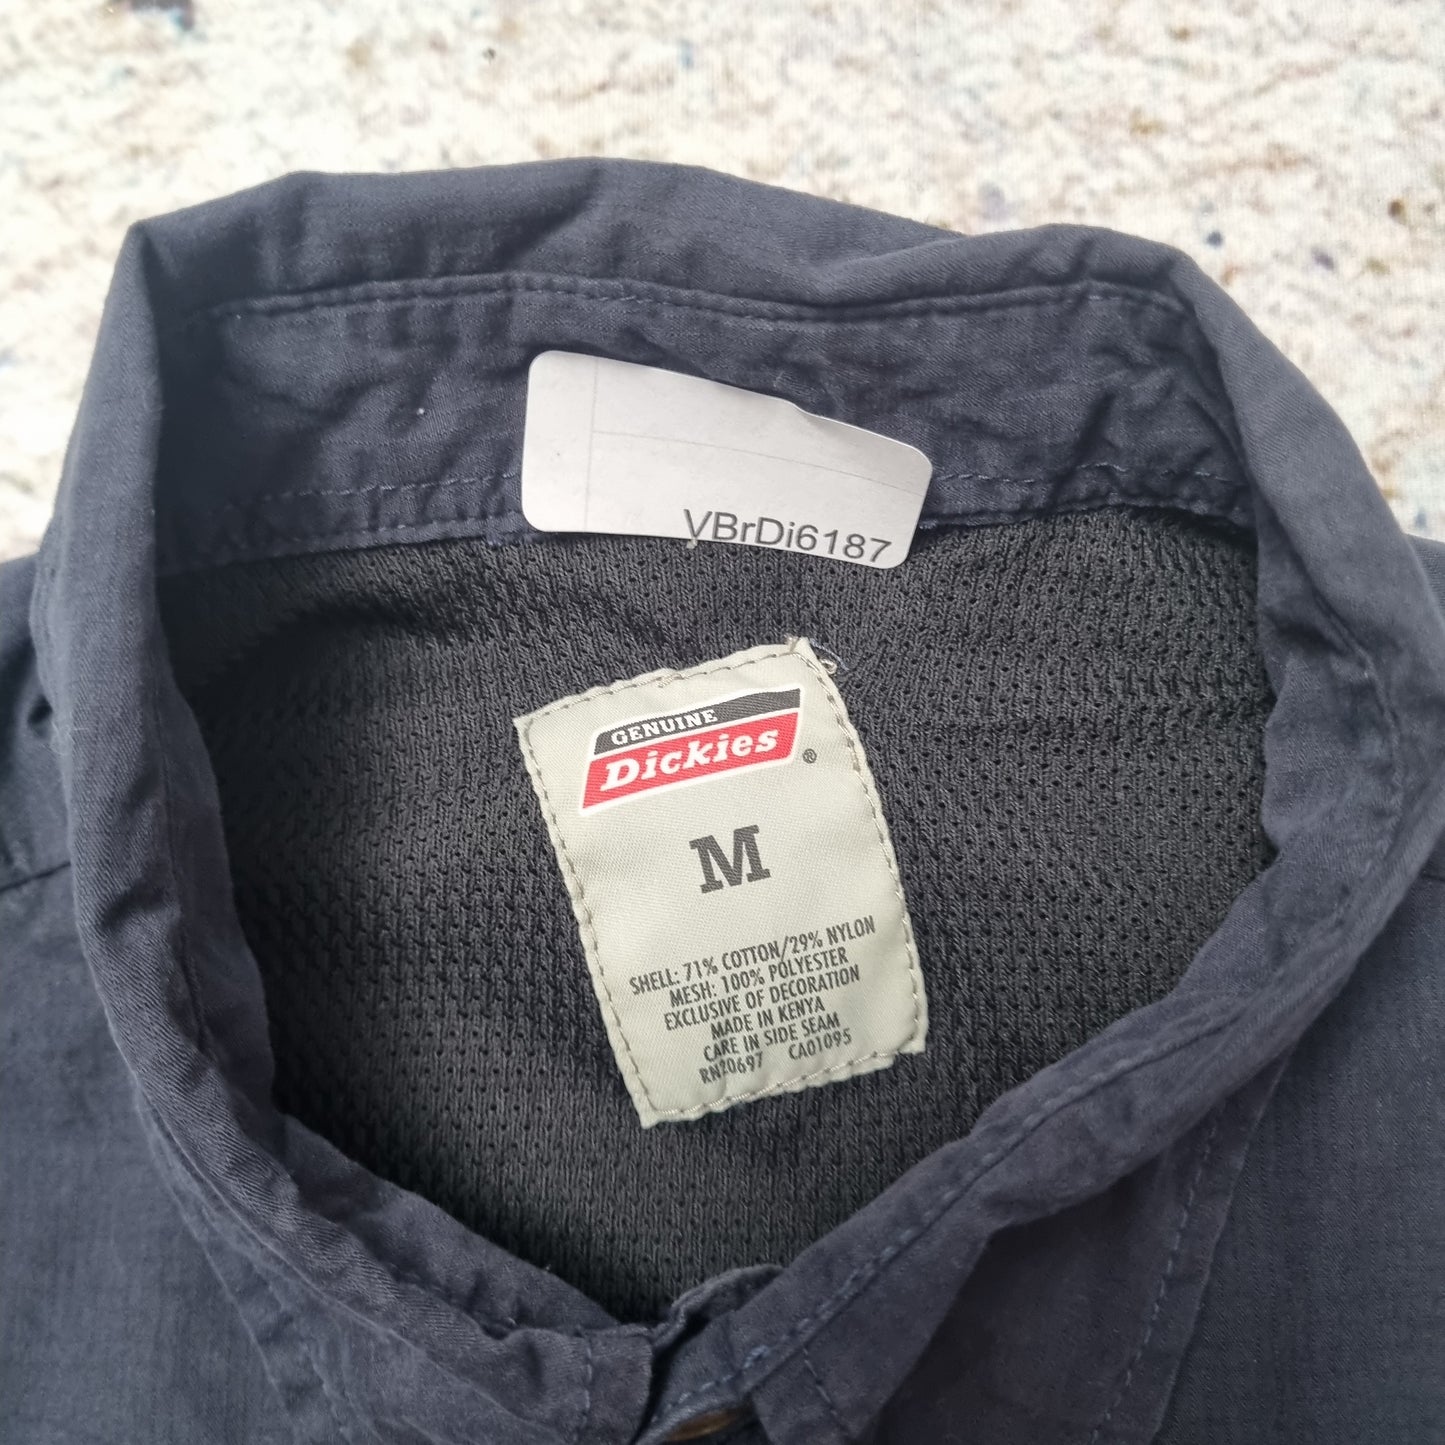 VBrDi6187
GENUINE
Dickies
®
M
SHELL: 71% COTTON/29% NYLON
MESH: 100% POLYESTER
EXCLUSIVE OF DECORATION
MADE IN KENYA
CARE IN SIDE SEAM
RN20697 CA01095